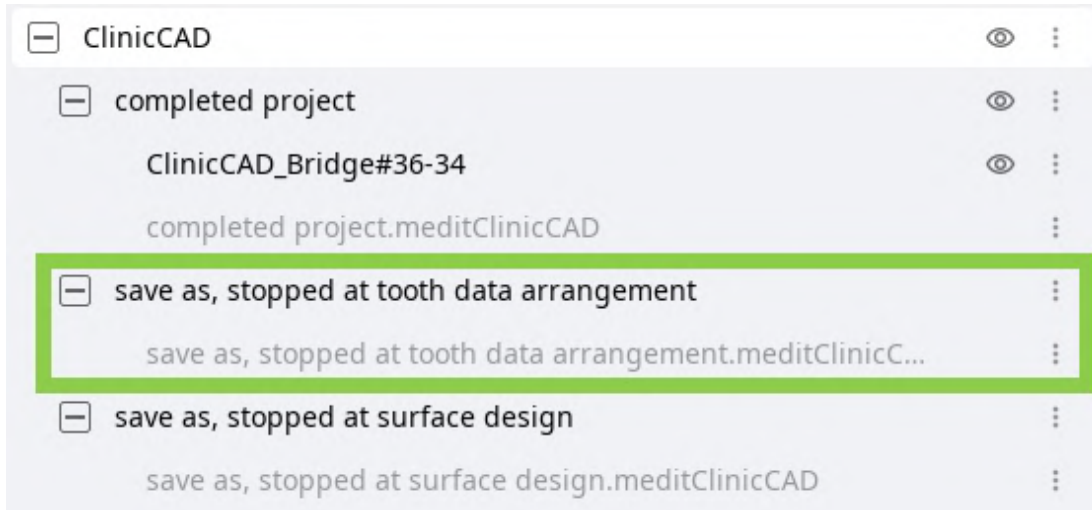 ClinicCAD
completed project
ClinicCAD_Bridge#36-34
completed project.meditClinicCAD
save as, stopped at tooth data arrangement
save as, stopped at tooth data arrangement.meditClinicC...
save as, stopped at surface design
save as, stopped at surface design.meditClinicCAD